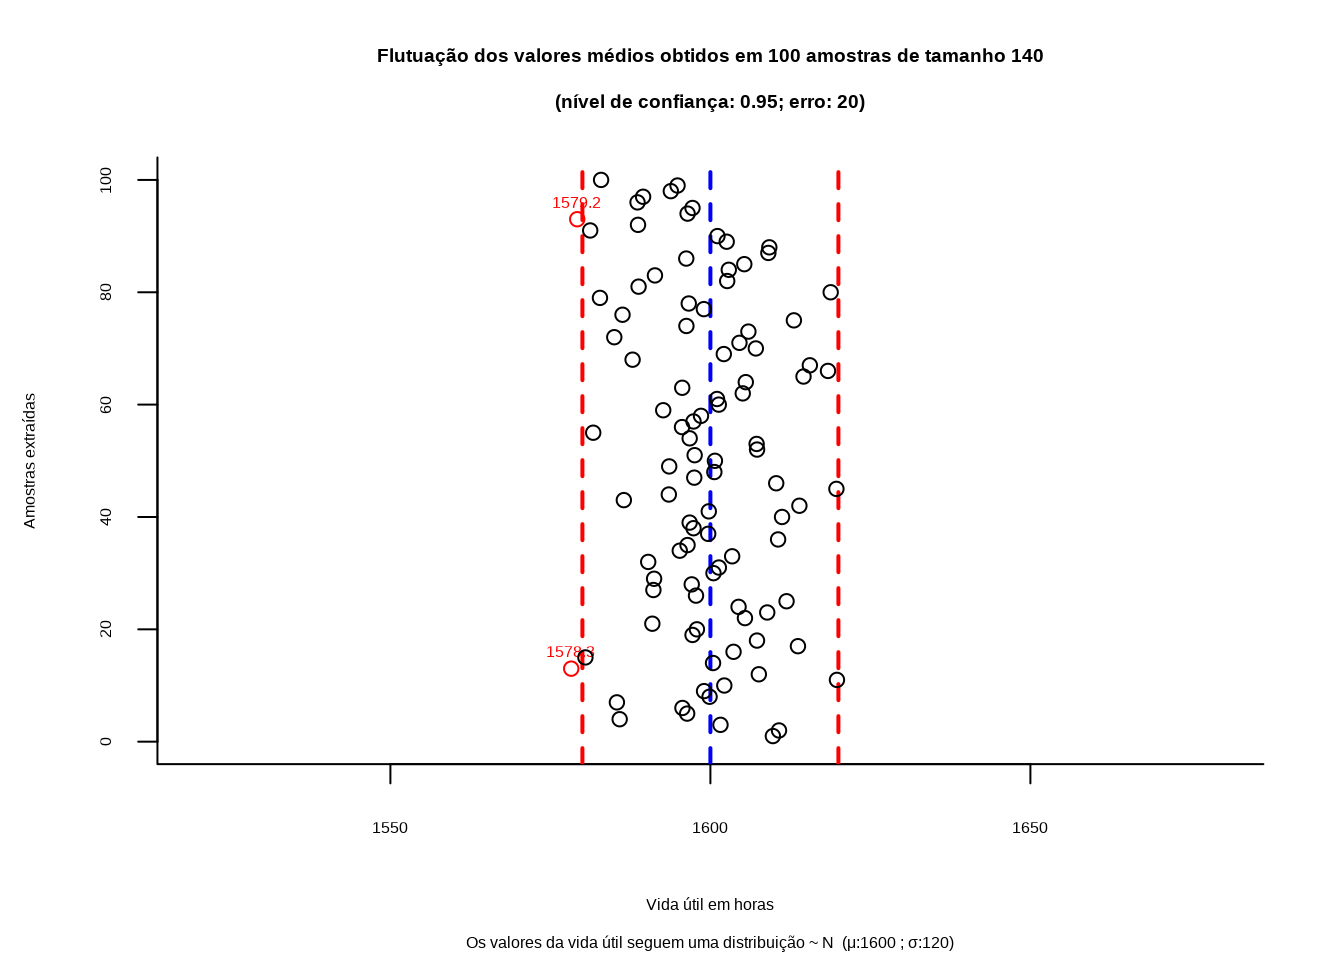 Flutuação dos valores médios obtidos em 100 amostras de tamanho 140
(nível de confiança: 0.95; erro: 20)
100
80
60
40
20
0
Amostras extraídas
1579.2
1578.3
1550
1600
1650
Vida útil em horas
Os valores da vida útil seguem uma distribuição ~ N (μ:1600 ; σ:120)